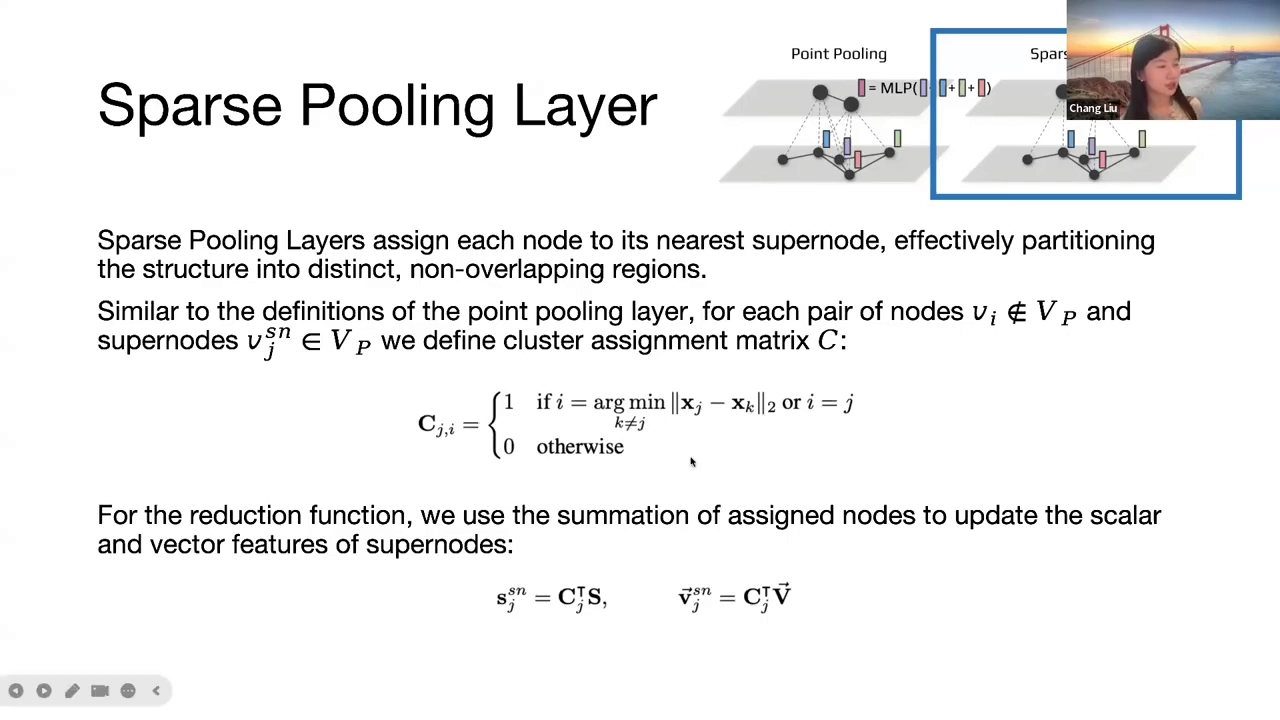 Point Pooling
Spars
= MLP( + + + )
Chang Liu
Sparse Pooling Layer
Sparse Pooling Layers assign each node to its nearest supernode, effectively partitioning
the structure into distinct, non-overlapping regions.
Similar to the definitions of the point pooling layer, for each pair of nodes v_i ∉ V_P and
supernodes v_j^{sn} ∈ V_P we define cluster assignment matrix C:
C_{j,i} = { 1 if i = arg min_{k≠j} ‖x_j − x_k‖_2 or i = j
0 otherwise
For the reduction function, we use the summation of assigned nodes to update the scalar
and vector features of supernodes:
s_j^{sn} = C_j^⊤ S, v⃗_j^{sn} = C_j^⊤ V⃗